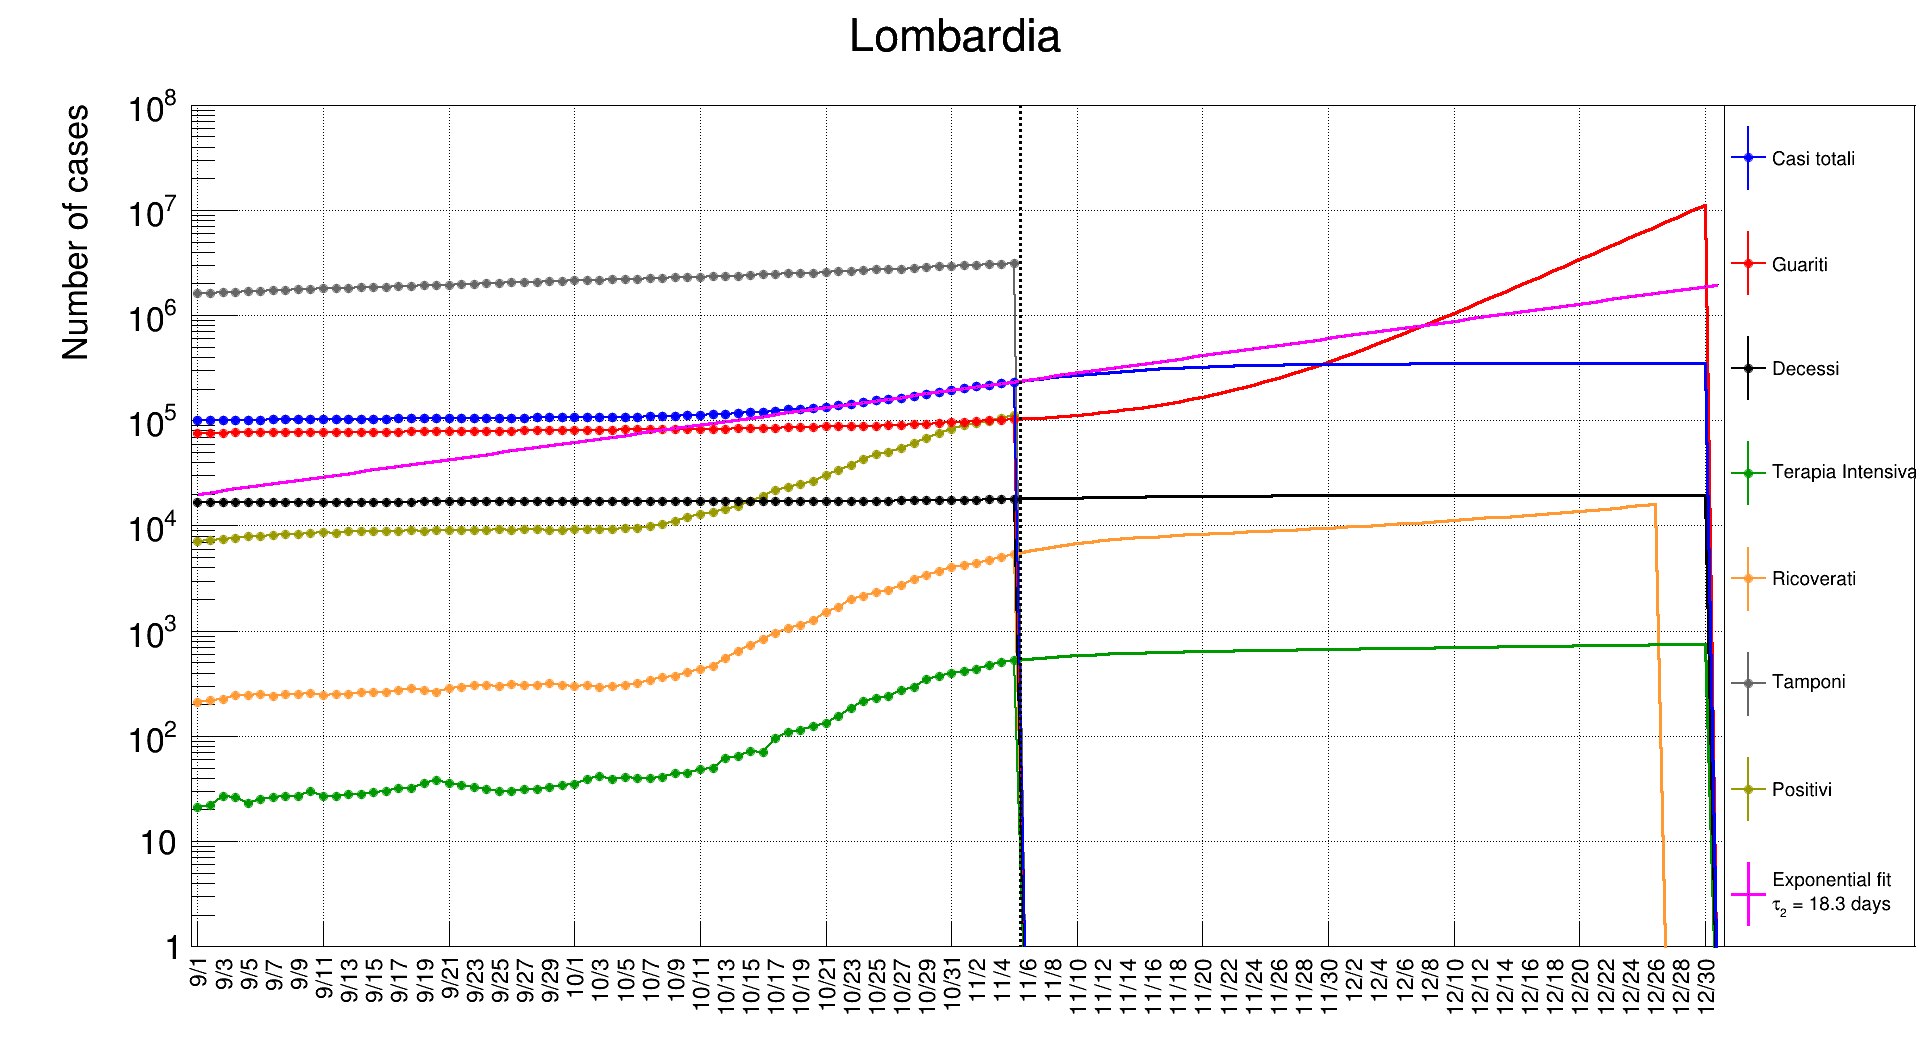 Lombardia
Number of cases
10^8
10^7
10^6
10^5
10^4
10^3
10^2
10
1
9/1 9/3 9/5 9/7 9/9 9/11 9/13 9/15 9/17 9/19 9/21 9/23 9/25 9/27 9/29 10/1 10/3 10/5 10/7 10/9 10/11 10/13 10/15 10/17 10/19 10/21 10/23 10/25 10/27 10/29 10/31 11/2 11/4 11/6 11/8 11/10 11/12 11/14 11/16 11/18 11/20 11/22 11/24 11/26 11/28 11/30 12/2 12/4 12/6 12/8 12/10 12/12 12/14 12/16 12/18 12/20 12/22 12/24 12/26 12/28 12/30
Casi totali
Guariti
Decessi
Terapia Intensiva
Ricoverati
Tamponi
Positivi
Exponential fit
τ_2 = 18.3 days